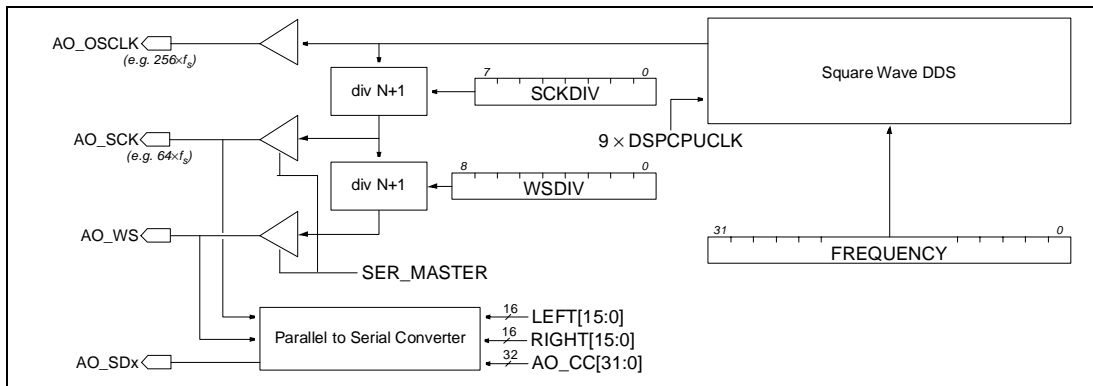 AO_OSCLK
(e.g. 256×fs)
Square Wave DDS
7 0
div N+1
SCKDIV
AO_SCK
(e.g. 64×fs)
9 × DSPCPUCLK
8 0
div N+1
WSDIV
AO_WS
31 0
FREQUENCY
SER_MASTER
Parallel to Serial Converter
16 LEFT[15:0]
16 RIGHT[15:0]
32 AO_CC[31:0]
AO_SDx